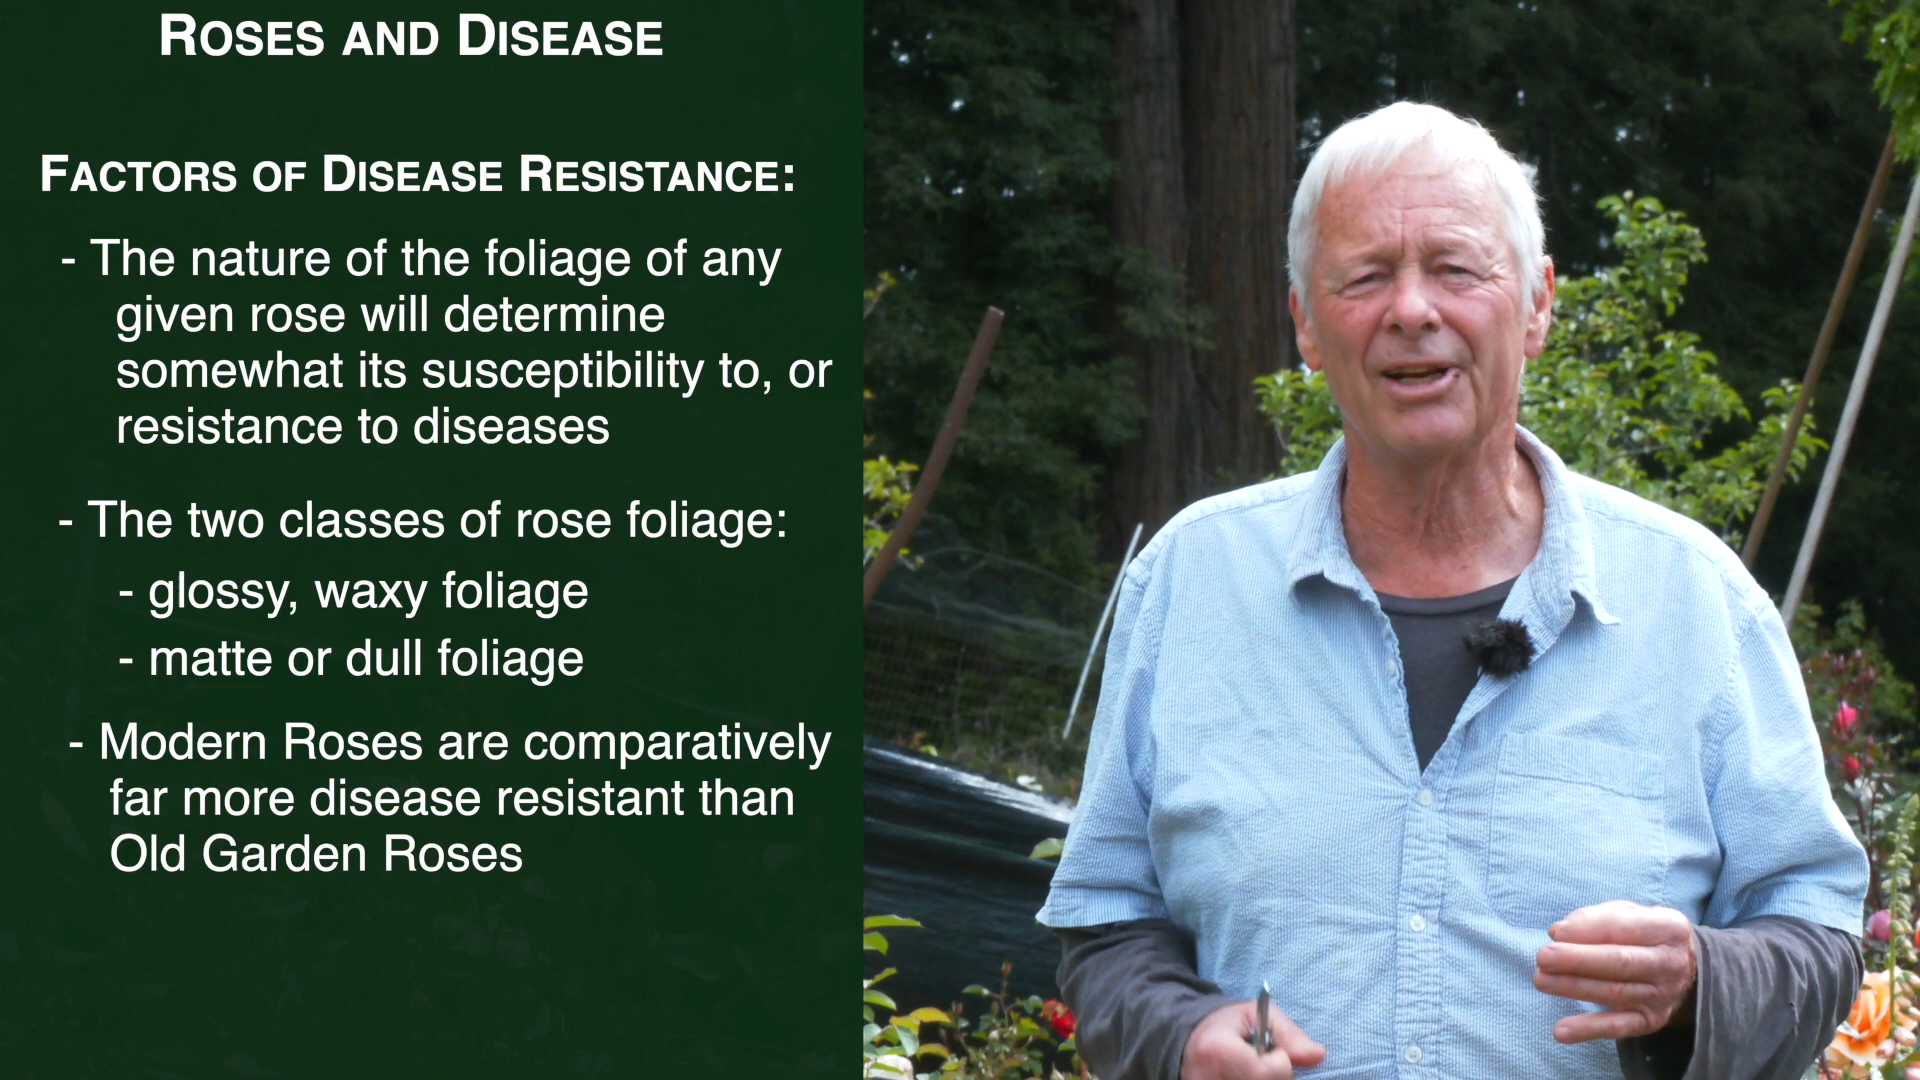 ROSES AND DISEASE
FACTORS OF DISEASE RESISTANCE:
- The nature of the foliage of any
given rose will determine
somewhat its susceptibility to, or
resistance to diseases
- The two classes of rose foliage:
- glossy, waxy foliage
- matte or dull foliage
- Modern Roses are comparatively
far more disease resistant than
Old Garden Roses